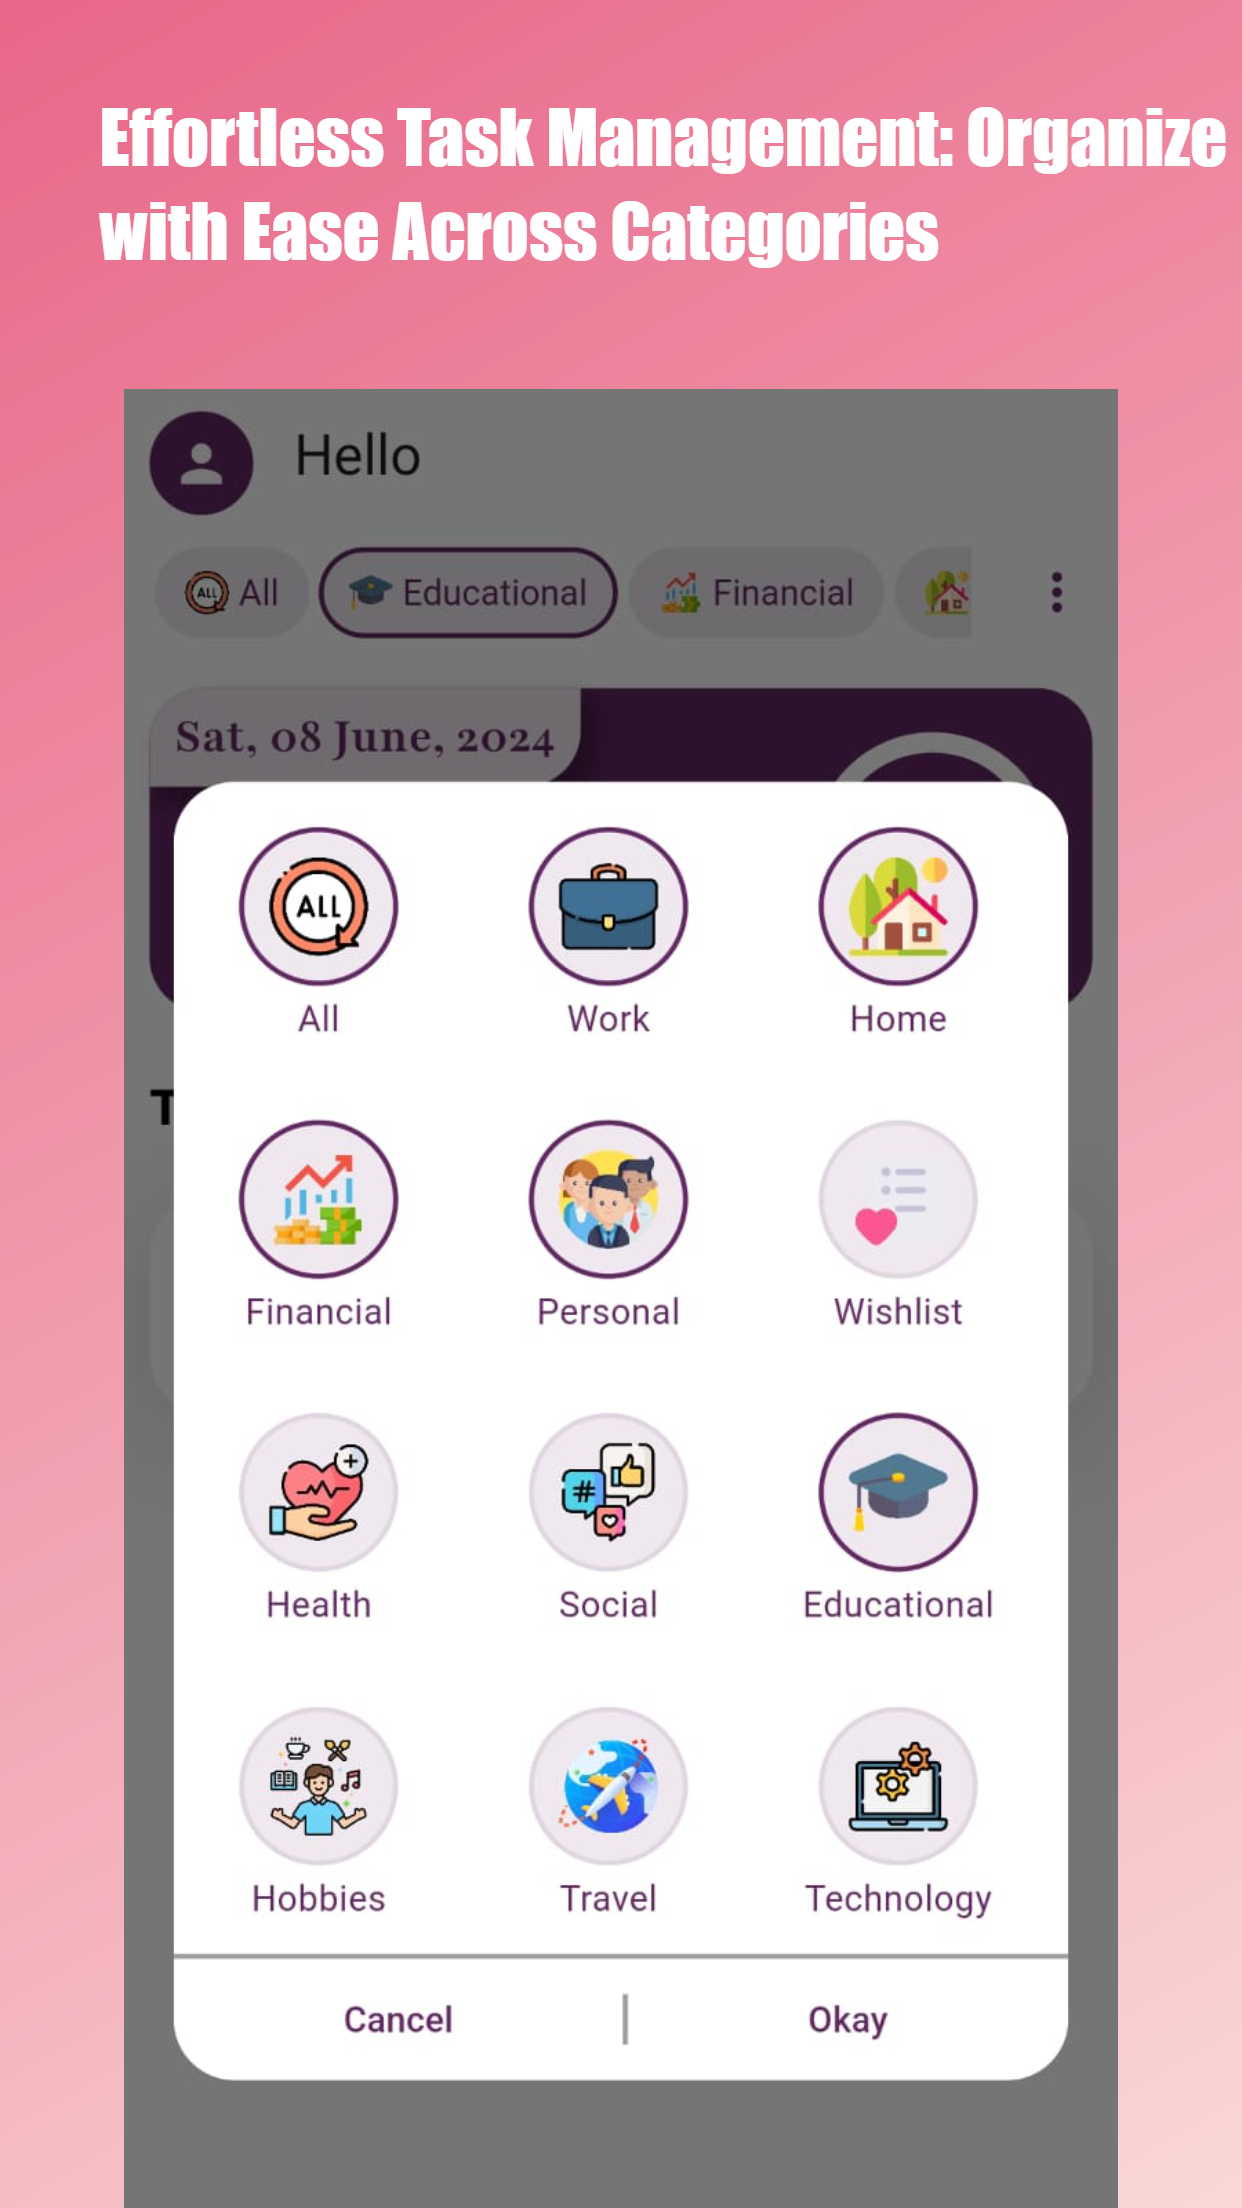 Effortless Task Management: Organize
with Ease Across Categories
Hello
ALL All
Educational
Financial
Sat, 08 June, 2024
ALL
All
Work
Home
T
Financial
Personal
Wishlist
#
Health
Social
Educational
Hobbies
Travel
Technology
Cancel | Okay